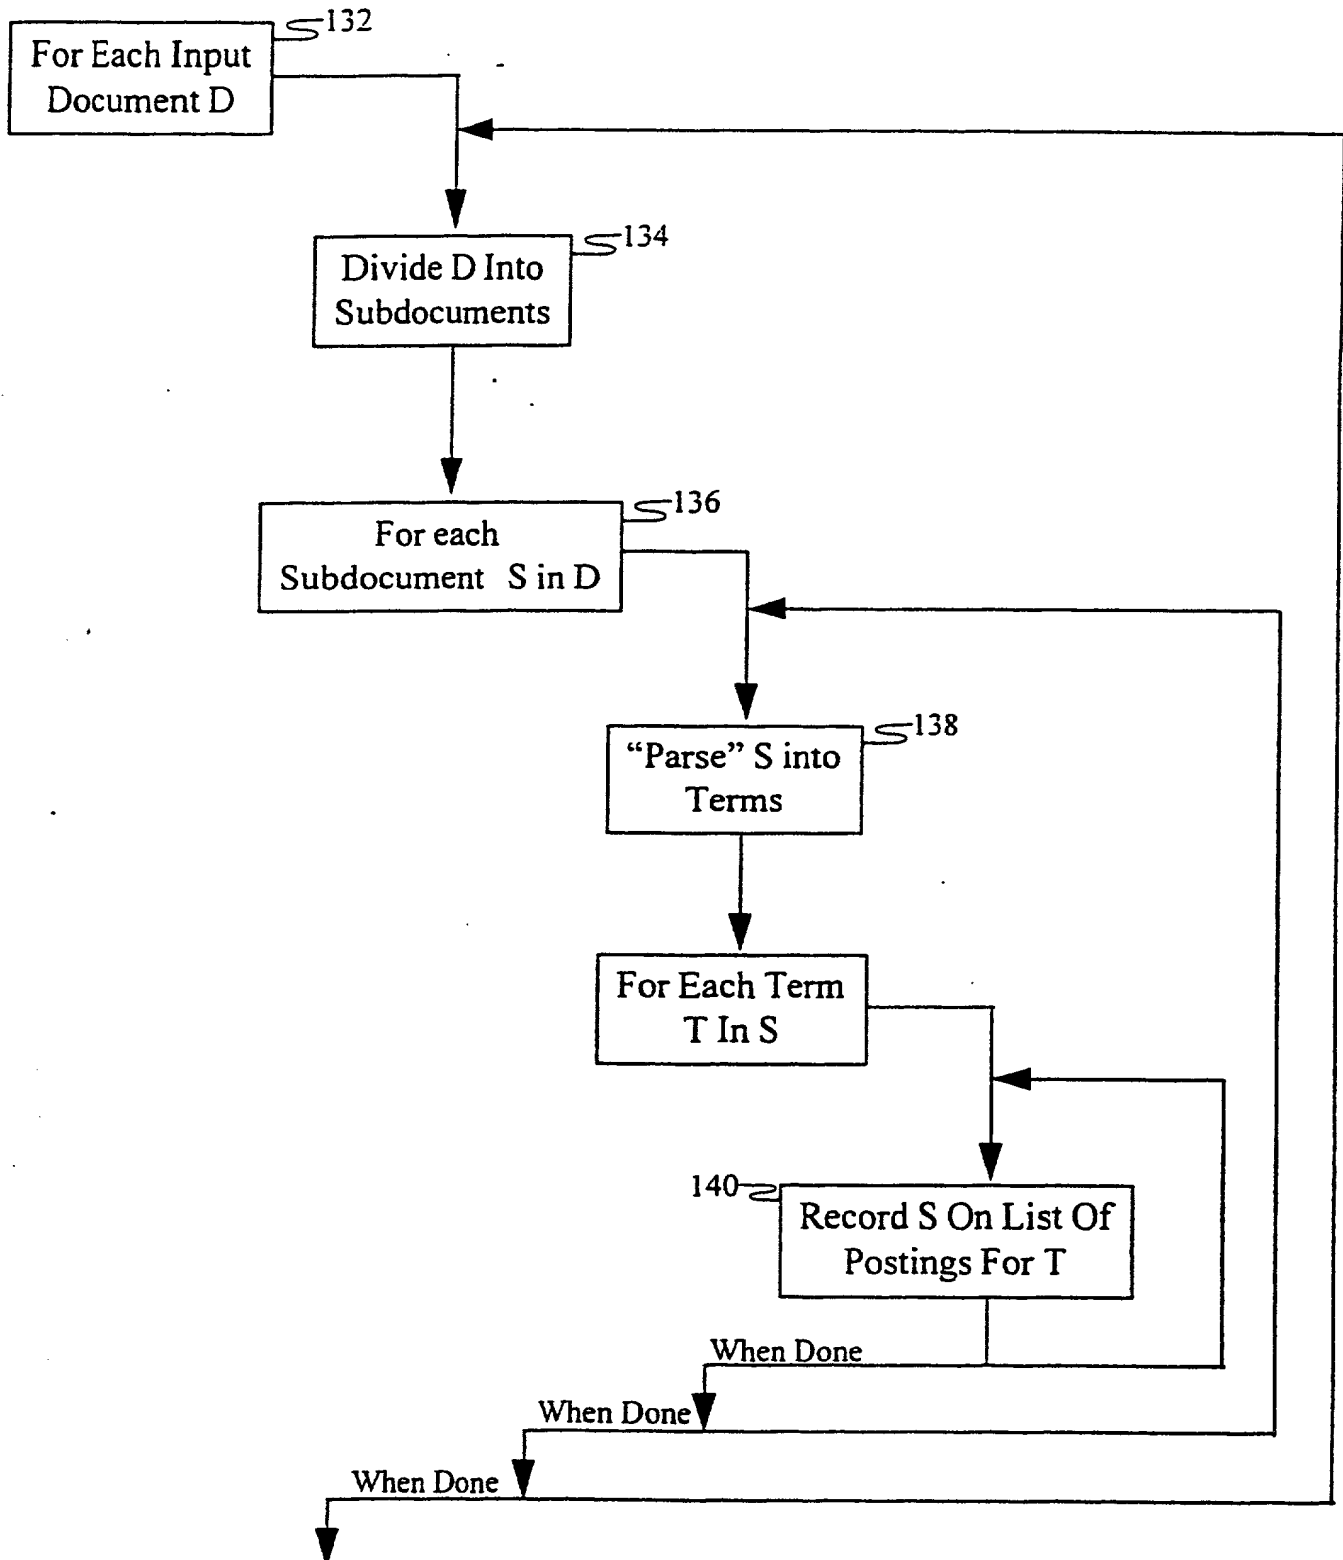 132
For Each Input
Document D
134
Divide D Into
Subdocuments
136
For each
Subdocument S in D
138
“Parse” S into
Terms
For Each Term
T In S
140
Record S On List Of
Postings For T
When Done
When Done
When Done